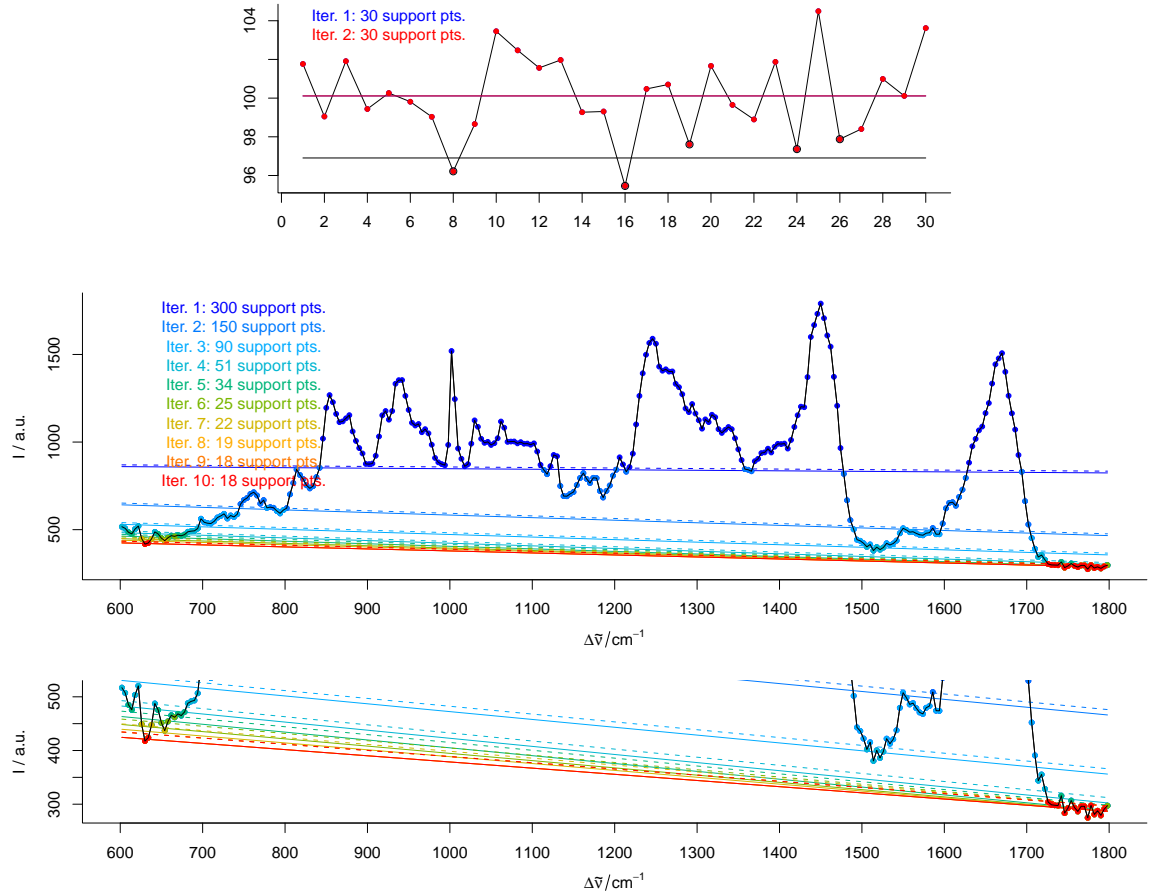 Iter. 1: 30 support pts.
Iter. 2: 30 support pts.
104
100
98
96
0 2 4 6 8 10 12 14 16 18 20 22 24 26 28 30
Iter. 1: 300 support pts.
Iter. 2: 150 support pts.
Iter. 3: 90 support pts.
Iter. 4: 51 support pts.
Iter. 5: 34 support pts.
Iter. 6: 25 support pts.
Iter. 7: 22 support pts.
Iter. 8: 19 support pts.
Iter. 9: 18 support pts.
Iter. 10: 18 support pts.
I / a.u.
1500
1000
500
600 700 800 900 1000 1100 1200 1300 1400 1500 1600 1700 1800
Δν̃/cm⁻¹
I / a.u.
500
400
300
600 700 800 900 1000 1100 1200 1300 1400 1500 1600 1700 1800
Δν̃/cm⁻¹